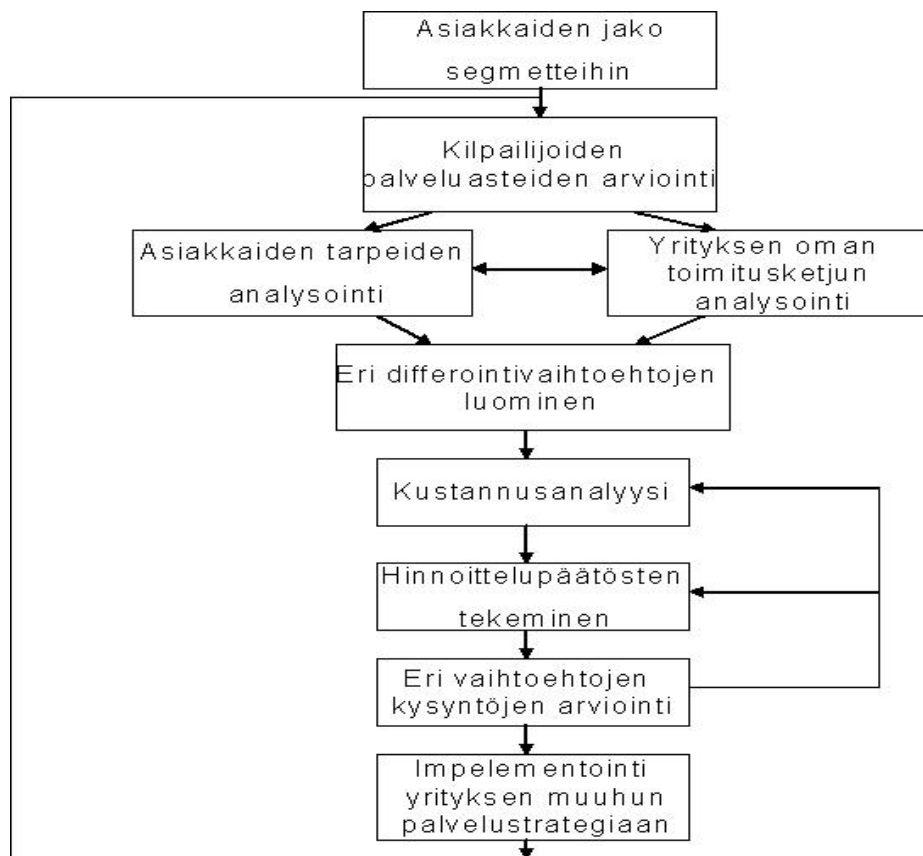 Asiakkaiden jako
segmetteihin
Kilpailijoiden
palveluasteiden arviointi
Asiakkaiden tarpeiden
analysointi
Yrityksen oman
toimitusketjun
analysointi
Eri differointivaihtoehtojen
luominen
Kustannusanalyysi
Hinnoittelupäätösten
tekeminen
Eri vaihtoehtojen
kysyntöjen arviointi
Impelementointi
yrityksen muuhun
palvelustrategiaan